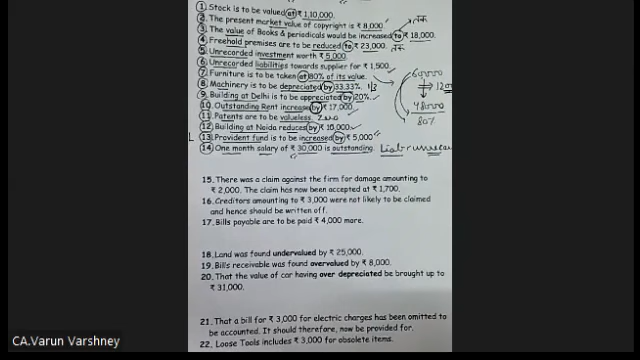 1. Stock is to be valued at ₹ 1,10,000.
2. The present market value of copyright is ₹ 8,000.
3. The value of Books & periodicals would be increased to ₹ 18,000.
4. Freehold premises are to be reduced to ₹ 23,000.
5. Unrecorded investment worth ₹ 5,000
6. Unrecorded liabilities towards supplier for ₹ 1,500
7. Furniture is to be taken at 80% of its value. 60000
8. Machinery is to be depreciated by 33.33%. 1/3
9. Building at Delhi is to be appreciated by 20%. 48000
10. Outstanding Rent increase by ₹ 17,000 80%
11. Patents are to be valueless.
12. Building at Noida reduces by ₹ 10,000
13. Provident fund is to be increased by ₹ 5,000
14. One month salary of ₹ 30,000 is outstanding.
15. There was a claim against the firm for damage amounting to
₹ 2,000. The claim has now been accepted at ₹ 1,700.
16. Creditors amounting to ₹ 3,000 were not likely to be claimed
and hence should be written off.
17. Bills payable are to be paid ₹ 4,000 more.
18. Land was found undervalued by ₹ 25,000.
19. Bills receivable was found overvalued by ₹ 8,000.
20. That the value of car having over depreciated be brought up to
₹ 31,000.
21. That a bill for ₹ 3,000 for electric charges has been omitted to
be accounted. It should therefore, now be provided for.
22. Loose Tools includes ₹ 3,000 for obsolete items.
CA.Varun Varshney